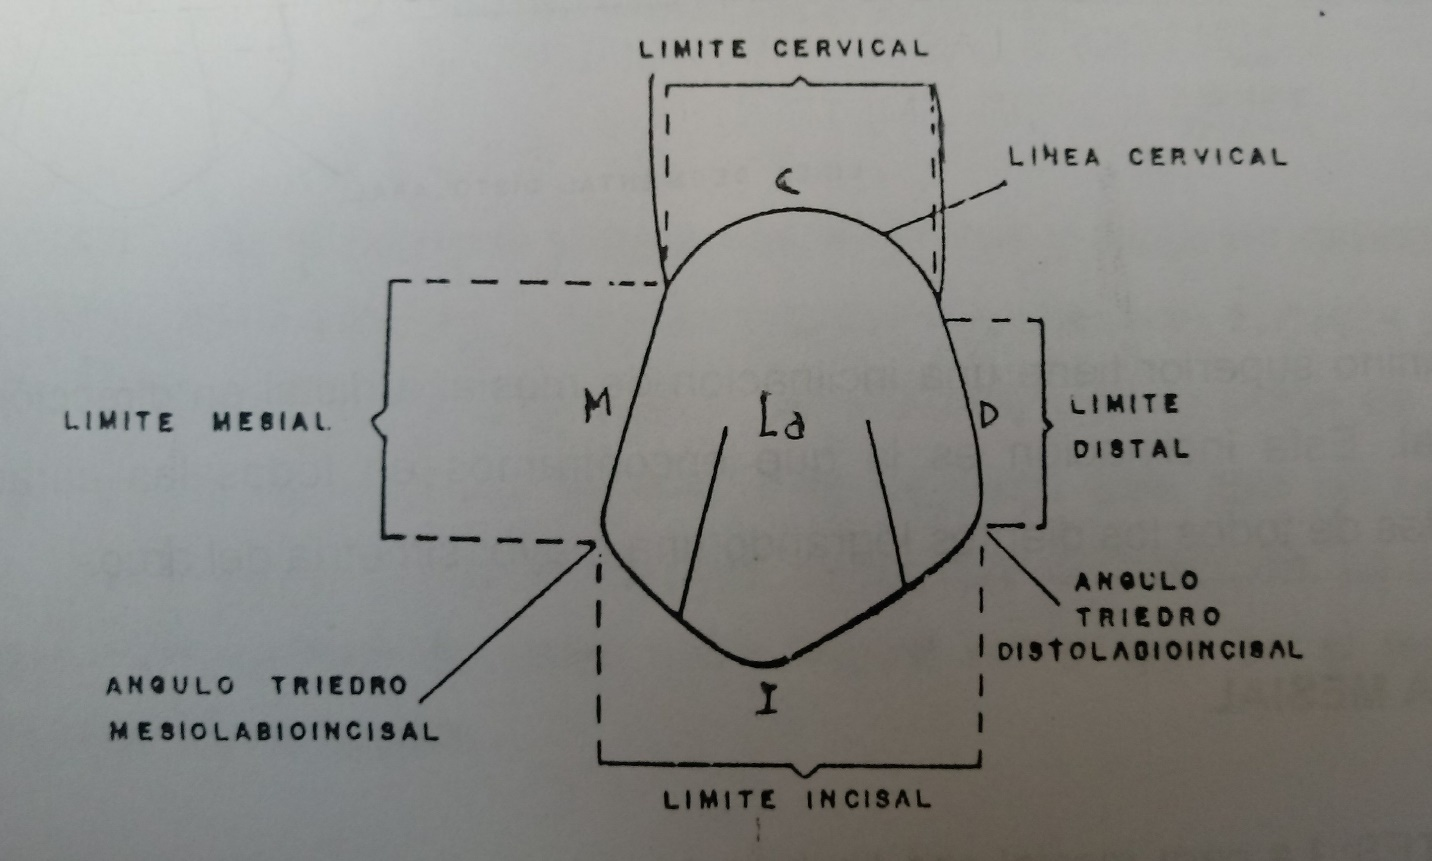 LIMITE CERVICAL
LINEA CERVICAL
C
LIMITE MESIAL.
M
La
D
LIMITE
DISTAL
ANGULO
TRIEDRO
DISTOLABIOINCISAL
ANGULO TRIEDRO
MESIOLABIOINCISAL
I
LIMITE INCISAL